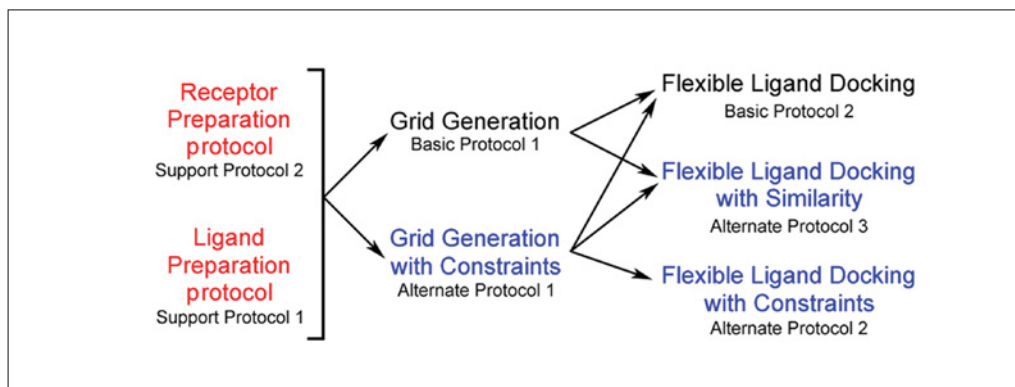 Receptor
Preparation
protocol
Support Protocol 2
Ligand
Preparation
protocol
Support Protocol 1
Grid Generation
Basic Protocol 1
Grid Generation
with Constraints
Alternate Protocol 1
Flexible Ligand Docking
Basic Protocol 2
Flexible Ligand Docking
with Similarity
Alternate Protocol 3
Flexible Ligand Docking
with Constraints
Alternate Protocol 2